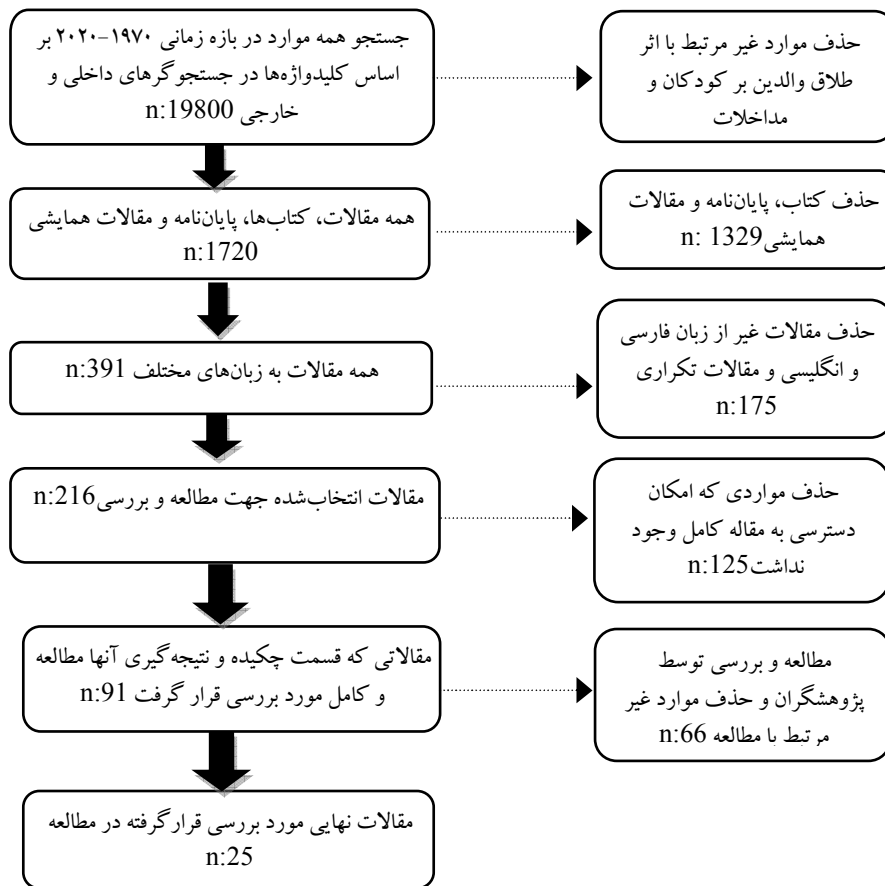 جستجو همه موارد در بازه زمانی ۱۹۷۰-۲۰۲۰ بر
اساس کلیدواژه‌ها در جستجوگرهای داخلی و
خارجی n:19800
حذف موارد غیر مرتبط با اثر
طلاق والدین بر کودکان و
مداخلات
همه مقالات، کتاب‌ها، پایان‌نامه و مقالات همایشی
n:1720
حذف کتاب، پایان‌نامه و مقالات
همایشی n: 1329
همه مقالات به زبان‌های مختلف n:391
حذف مقالات غیر از زبان فارسی
و انگلیسی و مقالات تکراری
n:175
مقالات انتخاب‌شده جهت مطالعه و بررسی n:216
حذف مواردی که امکان
دسترسی به مقاله کامل وجود
نداشت n:125
مقالاتی که قسمت چکیده و نتیجه‌گیری آنها مطالعه
و کامل مورد بررسی قرار گرفت n:91
مطالعه و بررسی توسط
پژوهشگران و حذف موارد غیر
مرتبط با مطالعه n:66
مقالات نهایی مورد بررسی قرارگرفته در مطالعه
n:25